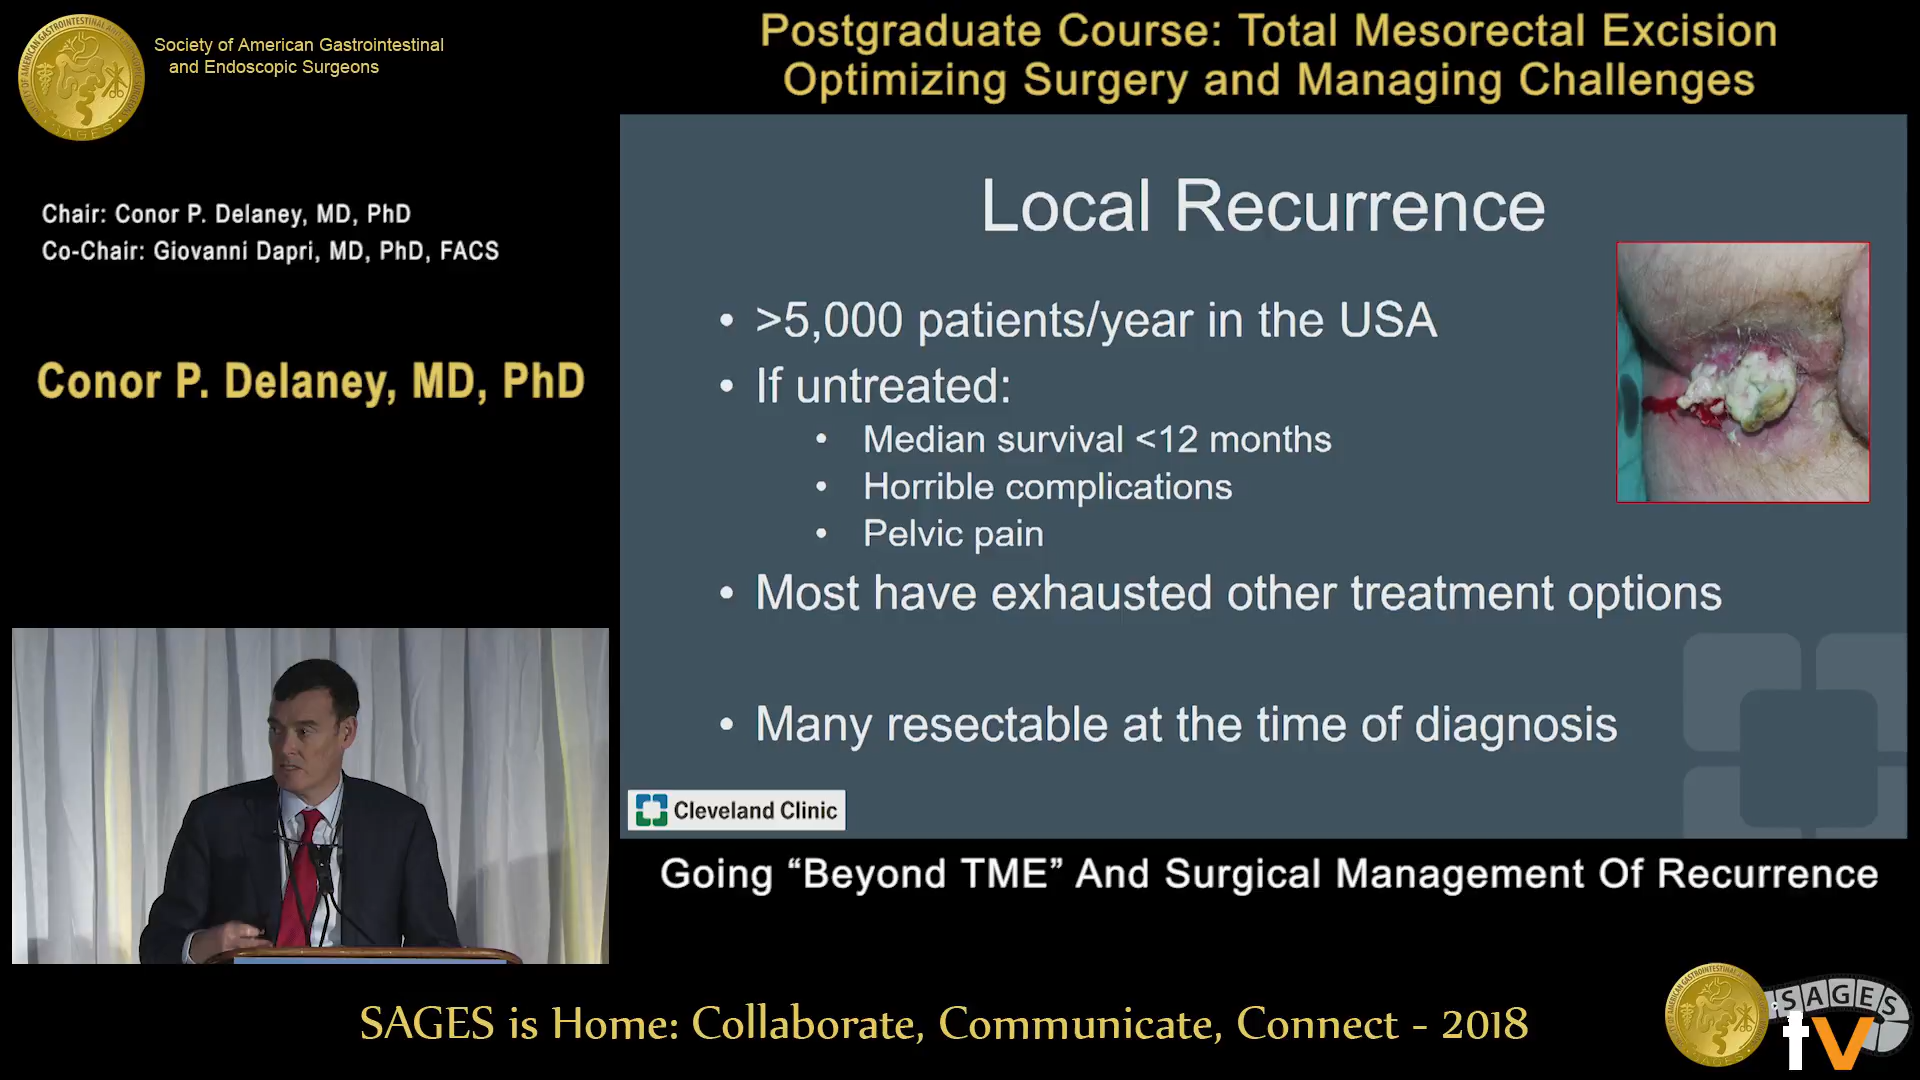 Society of American Gastrointestinal
and Endoscopic Surgeons
Postgraduate Course: Total Mesorectal Excision
Optimizing Surgery and Managing Challenges
Chair: Conor P. Delaney, MD, PhD
Co-Chair: Giovanni Dapri, MD, PhD, FACS
Conor P. Delaney, MD, PhD
Local Recurrence
• >5,000 patients/year in the USA
• If untreated:
• Median survival <12 months
• Horrible complications
• Pelvic pain
• Most have exhausted other treatment options
• Many resectable at the time of diagnosis
Cleveland Clinic
Going “Beyond TME” And Surgical Management Of Recurrence
SAGES is Home: Collaborate, Communicate, Connect - 2018
SAGES
tv